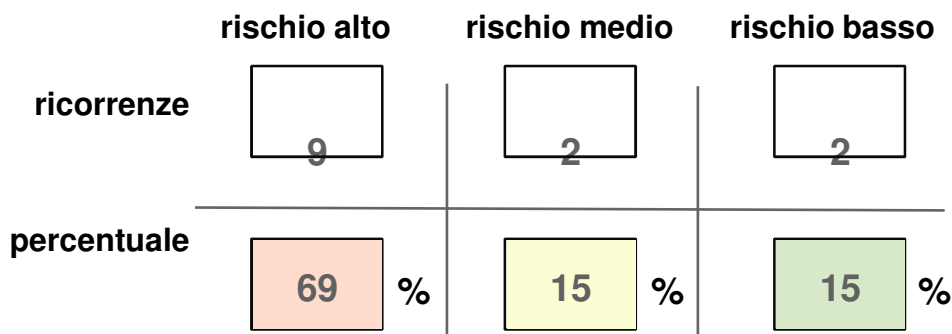 rischio alto rischio medio rischio basso
ricorrenze
9 2 2
percentuale
69 % 15 % 15 %